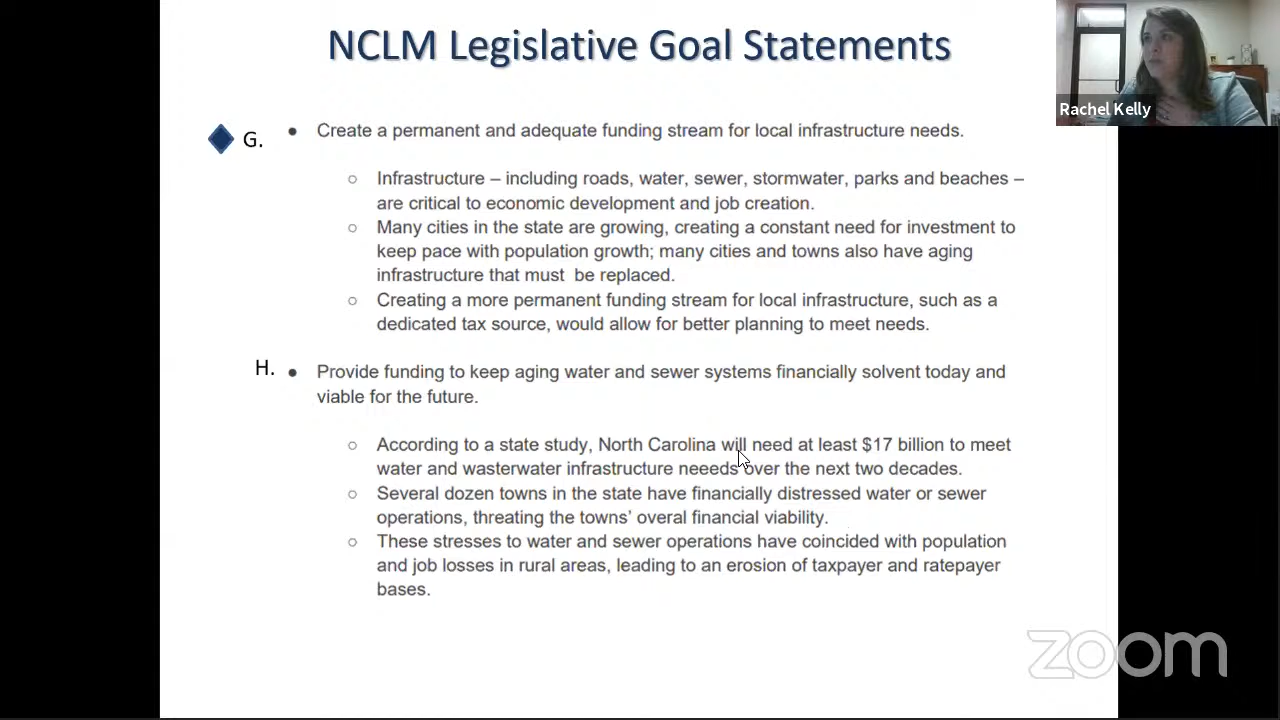 NCLM Legislative Goal Statements
Rachel Kelly
G.
● Create a permanent and adequate funding stream for local infrastructure needs.
○ Infrastructure – including roads, water, sewer, stormwater, parks and beaches –
are critical to economic development and job creation.
○ Many cities in the state are growing, creating a constant need for investment to
keep pace with population growth; many cities and towns also have aging
infrastructure that must  be replaced.
○ Creating a more permanent funding stream for local infrastructure, such as a
dedicated tax source, would allow for better planning to meet needs.
H.
● Provide funding to keep aging water and sewer systems financially solvent today and
viable for the future.
○ According to a state study, North Carolina will need at least $17 billion to meet
water and wasterwater infrastructure neeeds over the next two decades.
○ Several dozen towns in the state have financially distressed water or sewer
operations, threating the towns’ overal financial viability.
○ These stresses to water and sewer operations have coincided with population
and job losses in rural areas, leading to an erosion of taxpayer and ratepayer
bases.
zoom